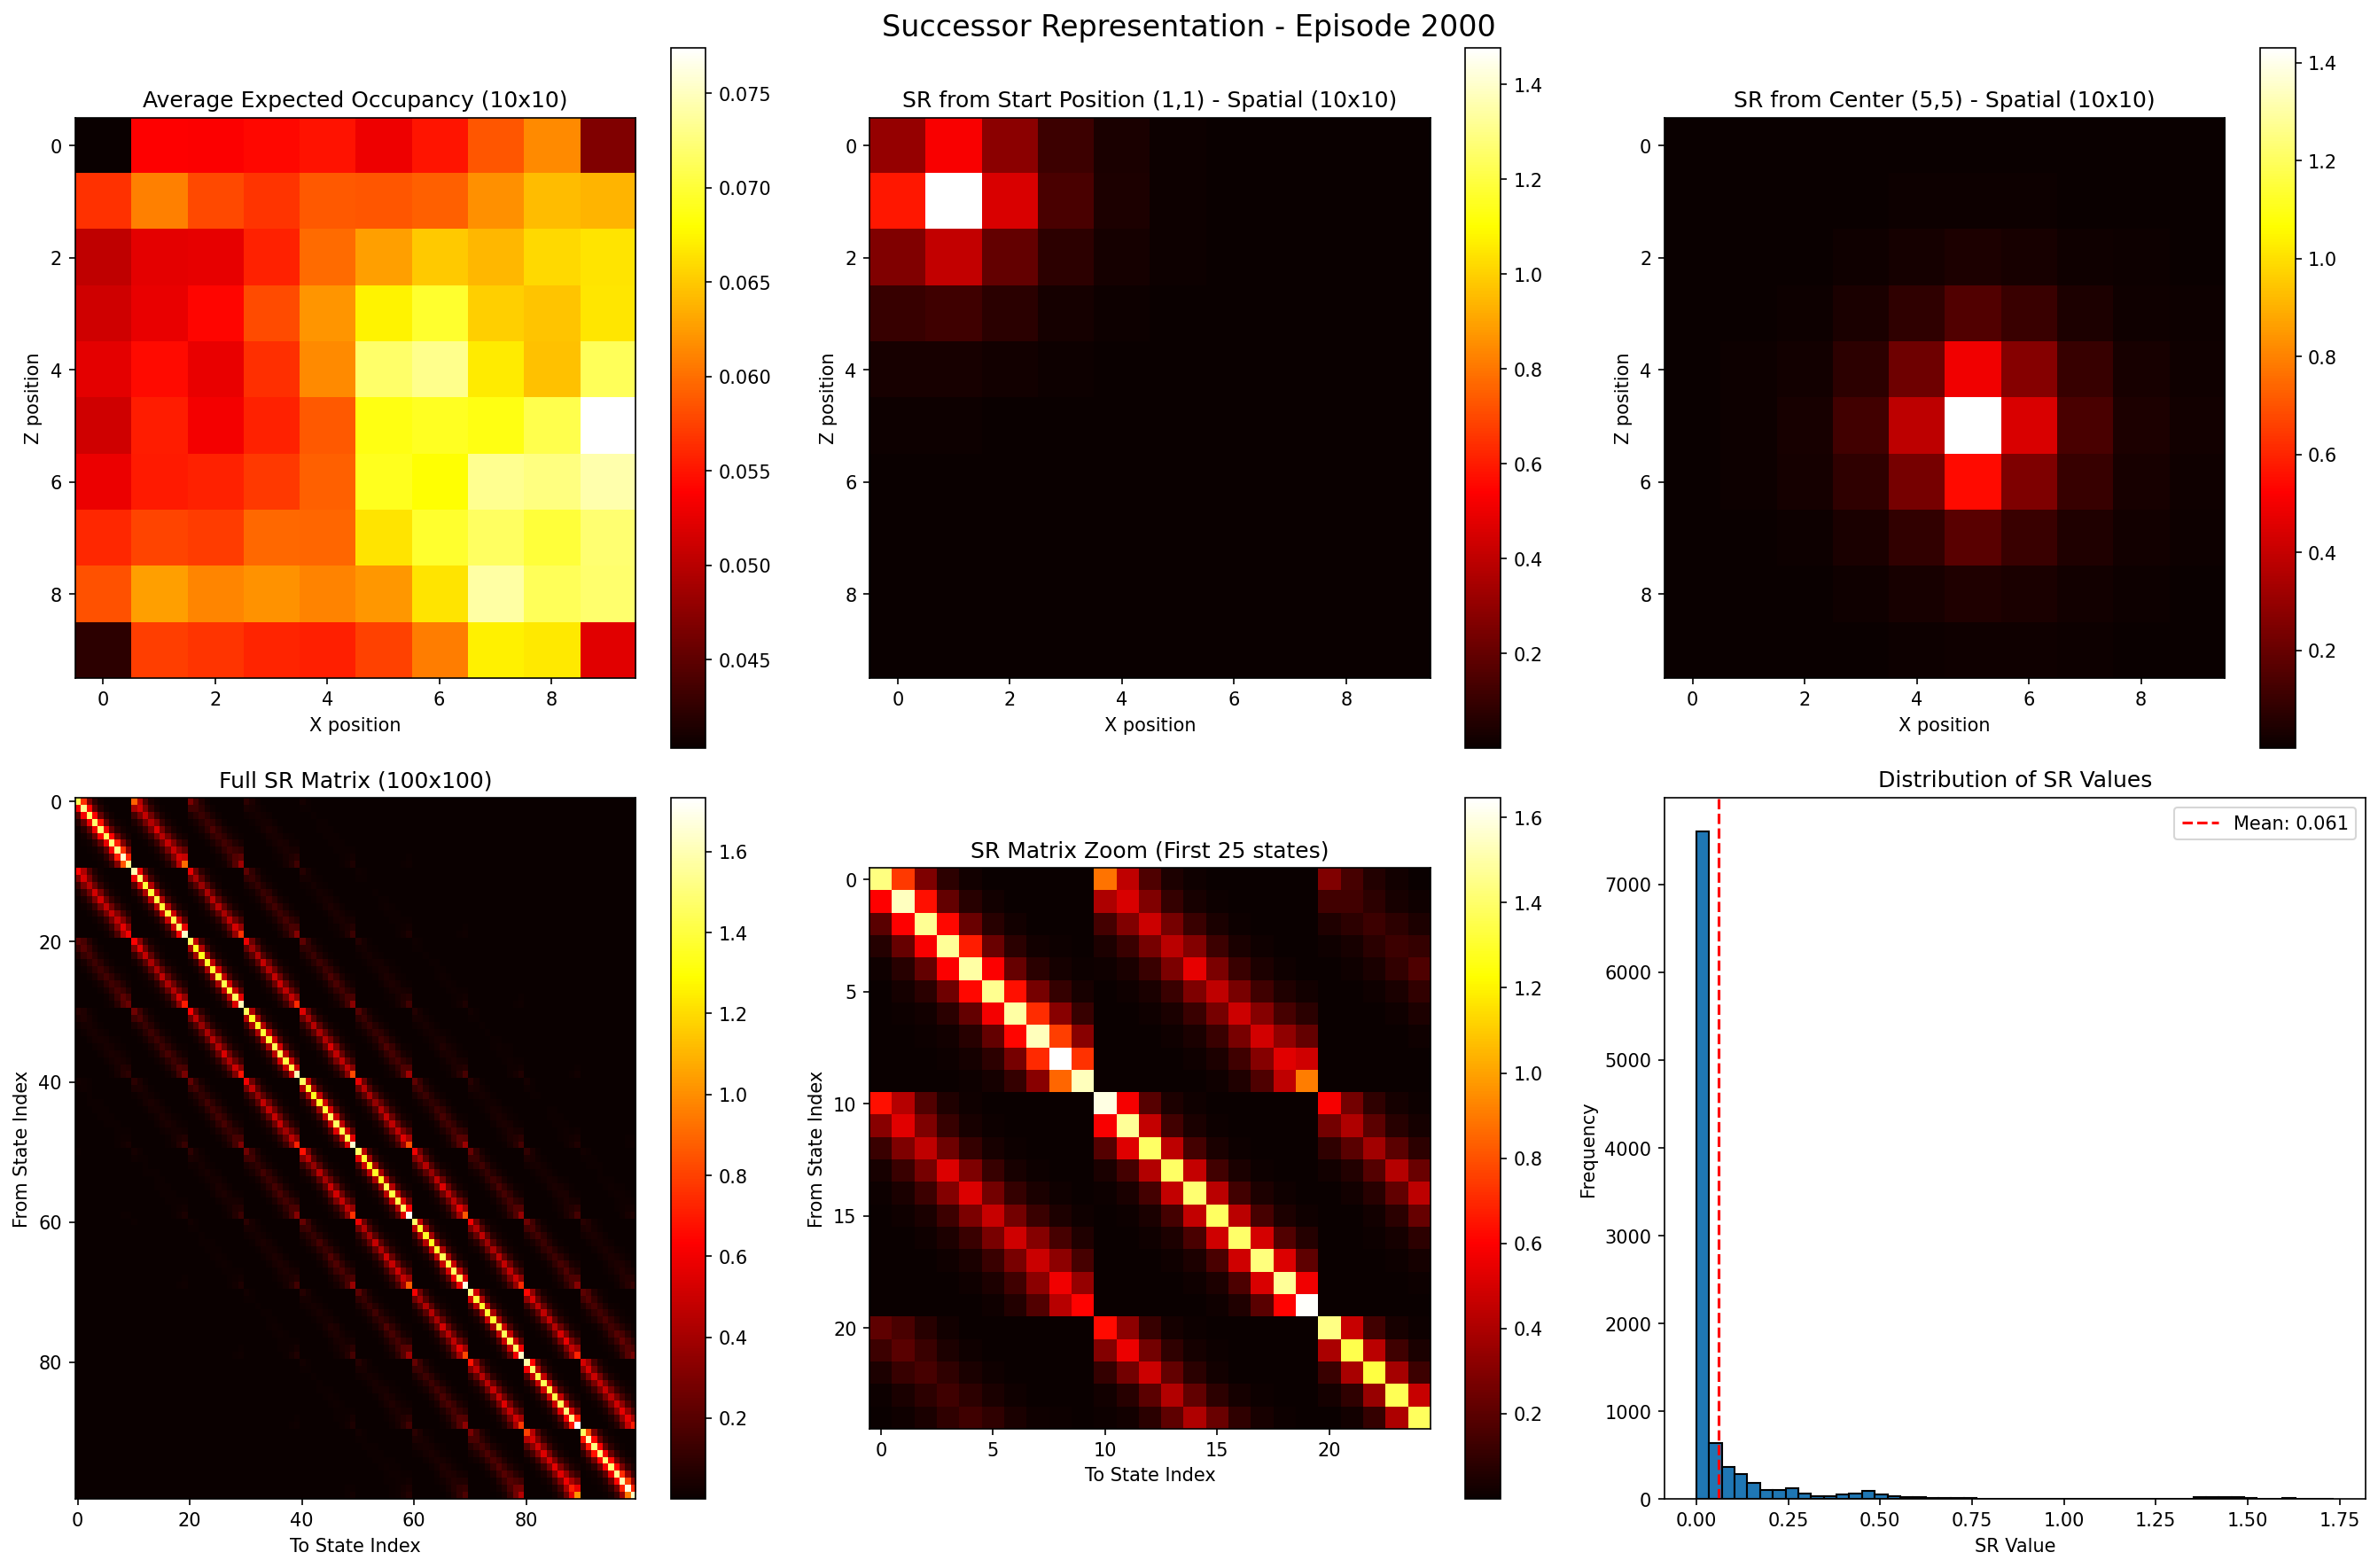 Successor Representation - Episode 2000
Average Expected Occupancy (10x10)
0
2
4
6
8
Z position
0 2 4 6 8
X position
0.075
0.070
0.065
0.060
0.055
0.050
0.045
SR from Start Position (1,1) - Spatial (10x10)
0
2
4
6
8
Z position
0 2 4 6 8
X position
1.4
1.2
1.0
0.8
0.6
0.4
0.2
SR from Center (5,5) - Spatial (10x10)
0
2
4
6
8
Z position
0 2 4 6 8
X position
1.4
1.2
1.0
0.8
0.6
0.4
0.2
Full SR Matrix (100x100)
0
20
40
60
80
From State Index
0 20 40 60 80
To State Index
1.6
1.4
1.2
1.0
0.8
0.6
0.4
0.2
SR Matrix Zoom (First 25 states)
0
5
10
15
20
From State Index
0 5 10 15 20
To State Index
1.6
1.4
1.2
1.0
0.8
0.6
0.4
0.2
Distribution of SR Values
Mean: 0.061
7000
6000
5000
4000
3000
2000
1000
0
Frequency
0.00 0.25 0.50 0.75 1.00 1.25 1.50 1.75
SR Value